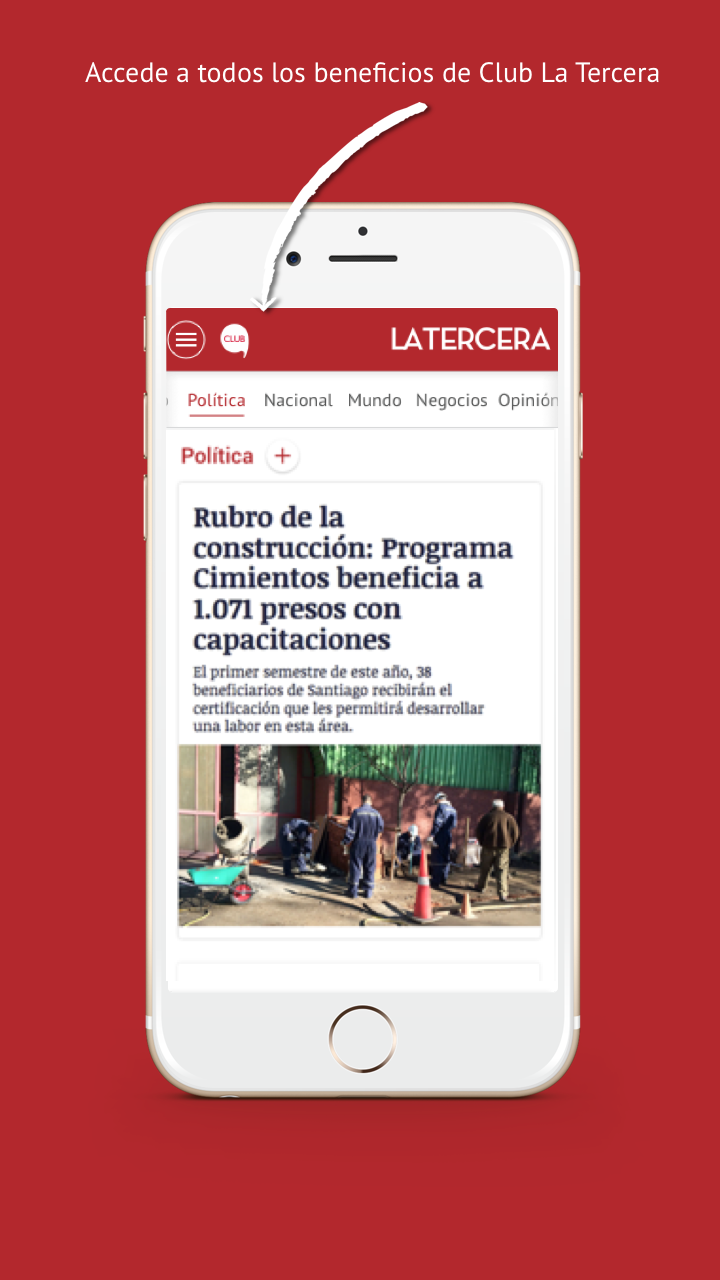 Accede a todos los beneficios de Club La Tercera
CLUB
LATERCERA
Política Nacional Mundo Negocios Opinión
Política +
Rubro de la
construcción: Programa
Cimientos beneficia a
1.071 presos con
capacitaciones
El primer semestre de este año, 38
beneficiarios de Santiago recibirán el
certificación que les permitirá desarrollar
una labor en esta área.